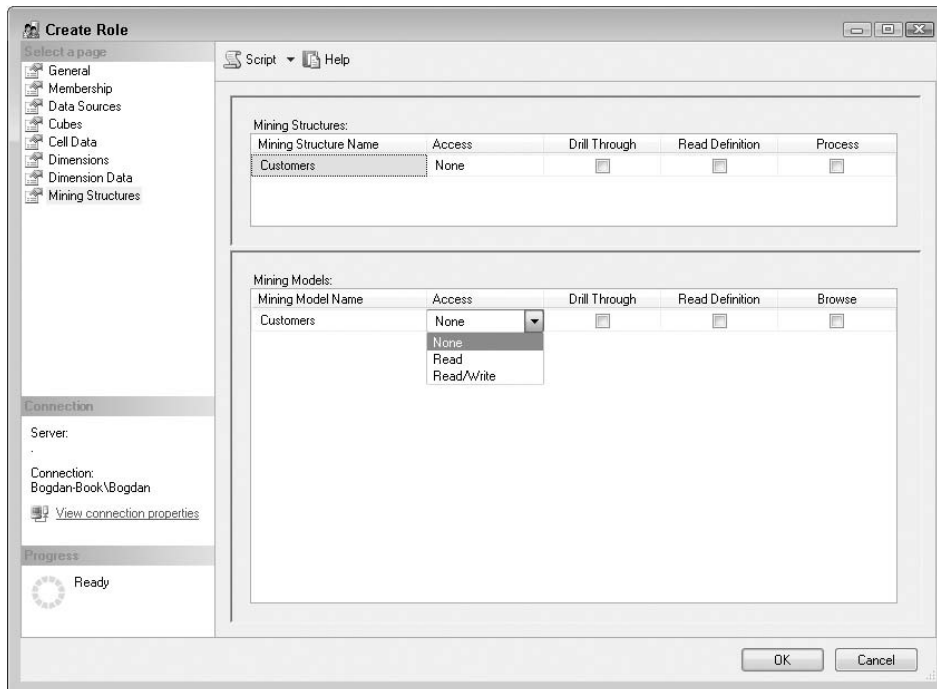 Create Role
Select a page
General
Membership
Data Sources
Cubes
Cell Data
Dimensions
Dimension Data
Mining Structures
Connection
Server:
.
Connection:
Bogdan-Book\Bogdan
View connection properties
Progress
Ready
Script Help
Mining Structures:
Mining Structure Name Access Drill Through Read Definition Process
Customers None
Mining Models:
Mining Model Name Access Drill Through Read Definition Browse
Customers None
None
Read
Read/Write
OK Cancel